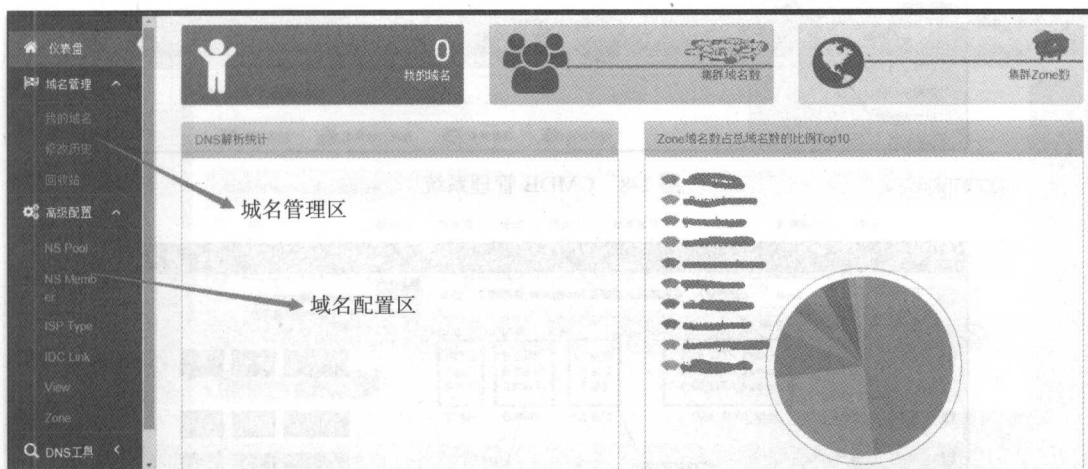 仪表盘
域名管理
我的域名
修改历史
回收站
高级配置
NS Pool
NS Memb
er
ISP Type
IDC Link
View
Zone
DNS工具
0
我的域名
集群域名数
集群Zone数
DNS解析统计
Zone域名数占总域名数的比例Top10
域名管理区
域名配置区